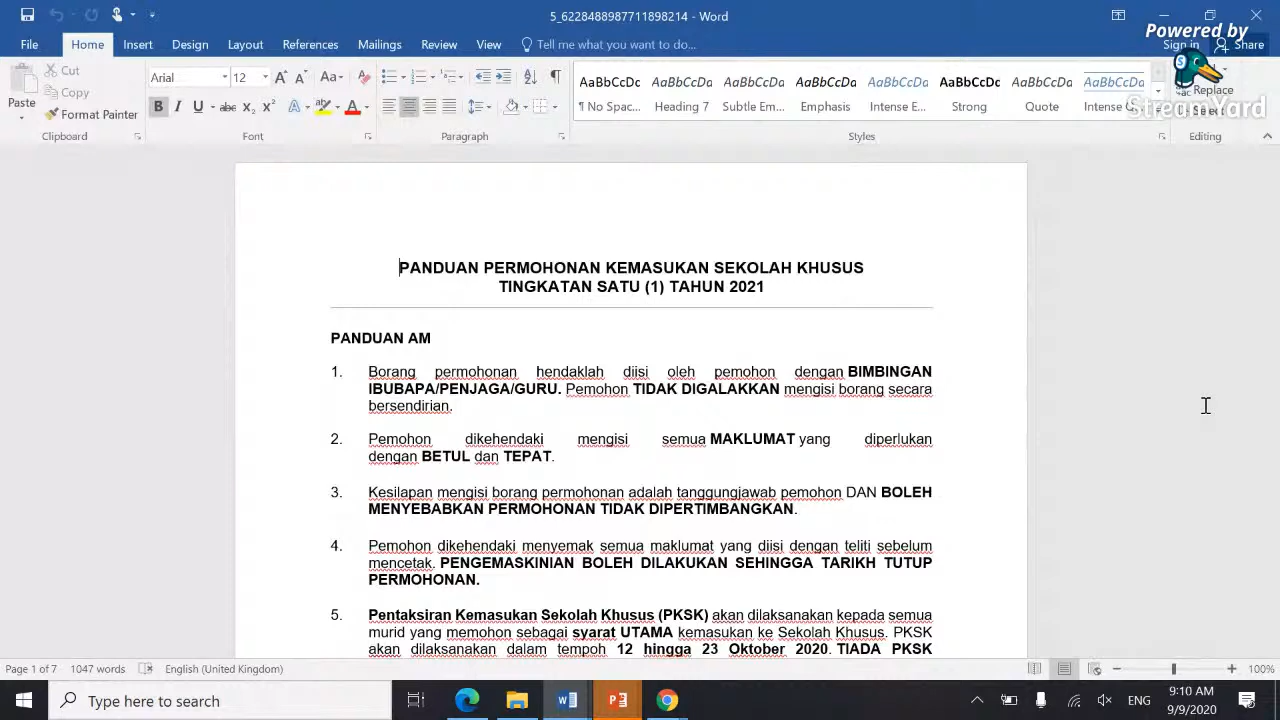 5_6228488987711898214 - Word
Powered by
File Home Insert Design Layout References Mailings Review View Tell me what you want to do... Sign in Share
Cut
Copy
Paste
Format Painter
Arial 12
AaBbCcDc AaBbCcDa AaBbCcDa AaBbCcDa AaBbCcDa AaBbCcDc AaBbCcDa AaBbCcDa
¶ No Spac... Heading 7 Subtle Em... Emphasis Intense E... Strong Quote Intense Q...
Replace
Select
StreamYard
Clipboard Font Paragraph Styles Editing
PANDUAN PERMOHONAN KEMASUKAN SEKOLAH KHUSUS
TINGKATAN SATU (1) TAHUN 2021
PANDUAN AM
1. Borang permohonan hendaklah diisi oleh pemohon dengan BIMBINGAN
IBUBAPA/PENJAGA/GURU. Pemohon TIDAK DIGALAKKAN mengisi borang secara
bersendirian.
2. Pemohon dikehendaki mengisi semua MAKLUMAT yang diperlukan
dengan BETUL dan TEPAT.
3. Kesilapan mengisi borang permohonan adalah tanggungjawab pemohon DAN BOLEH
MENYEBABKAN PERMOHONAN TIDAK DIPERTIMBANGKAN.
4. Pemohon dikehendaki menyemak semua maklumat yang diisi dengan teliti sebelum
mencetak. PENGEMASKINIAN BOLEH DILAKUKAN SEHINGGA TARIKH TUTUP
PERMOHONAN.
5. Pentaksiran Kemasukan Sekolah Khusus (PKSK) akan dilaksanakan kepada semua
murid yang memohon sebagai syarat UTAMA kemasukan ke Sekolah Khusus. PKSK
akan dilaksanakan dalam tempoh 12 hingga 23 Oktober 2020. TIADA PKSK
Page 1 of 7 1047 words English (United Kingdom) 100%
Type here to search
ENG
9:10 AM
9/9/2020